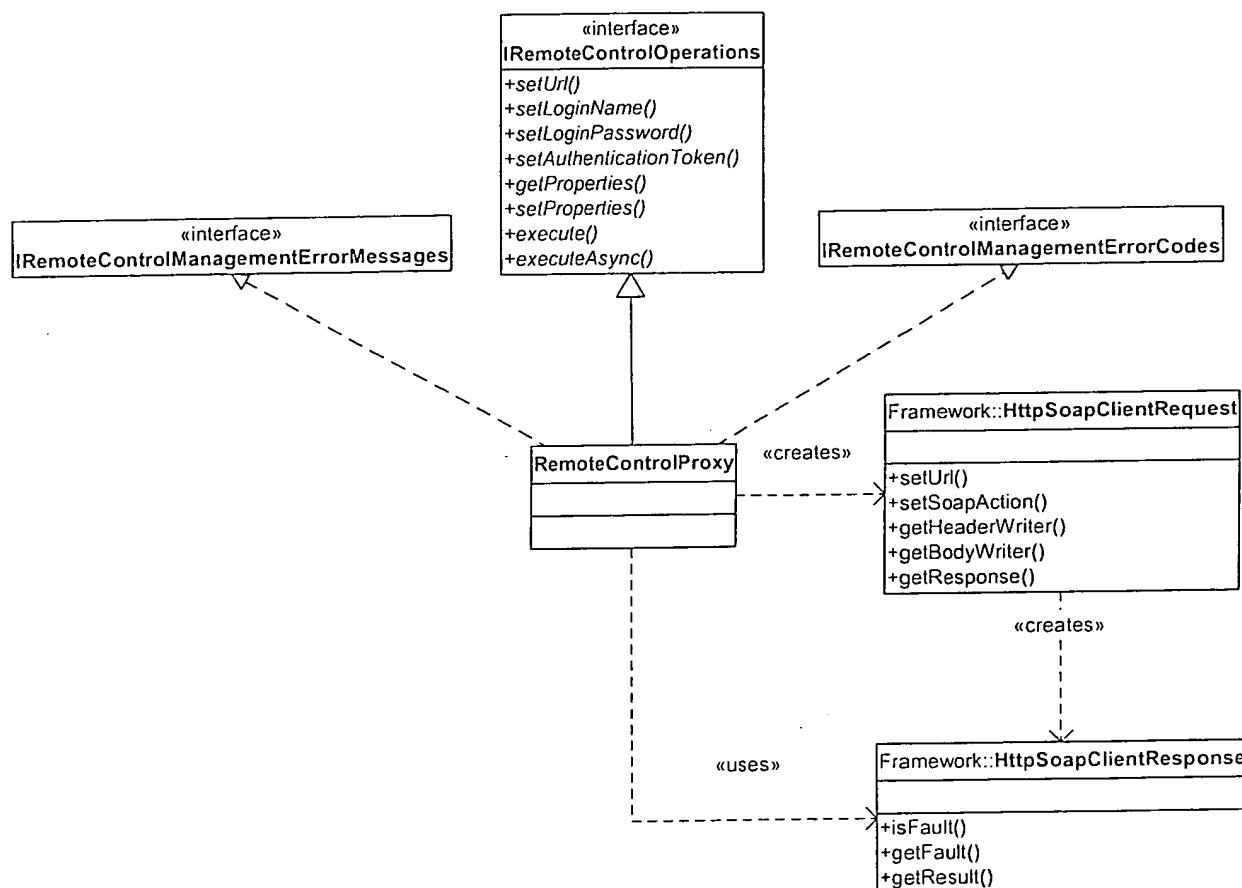 «interface»
IRemoteControlOperations
+setUrl()
+setLoginName()
+setLoginPassword()
+setAuthenticationToken()
+getProperties()
+setProperties()
+execute()
+executeAsync()
«interface»
IRemoteControlManagementErrorMessages
«interface»
IRemoteControlManagementErrorCodes
RemoteControlProxy
«creates»
Framework::HttpSoapClientRequest
+setUrl()
+setSoapAction()
+getHeaderWriter()
+getBodyWriter()
+getResponse()
«creates»
«uses»
Framework::HttpSoapClientResponse
+isFault()
+getFault()
+getResult()